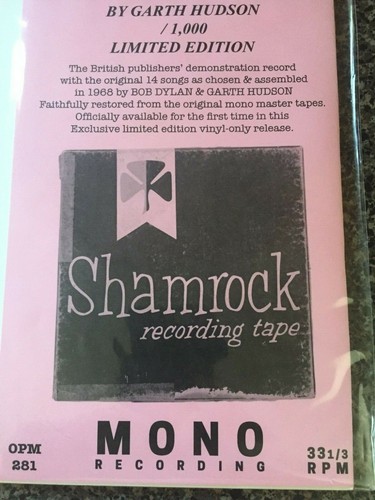 BY GARTH HUDSON
/ 1,000
LIMITED EDITION
The British publishers' demonstration record
with the original 14 songs as chosen & assembled
in 1968 by BOB DYLAN & GARTH HUDSON
Faithfully restored from the original mono master tapes.
Officially available for the first time in this
Exclusive limited edition vinyl-only release.
Shamrock
recording tape
OPM
281
MONO
RECORDING
33 1/3
RPM